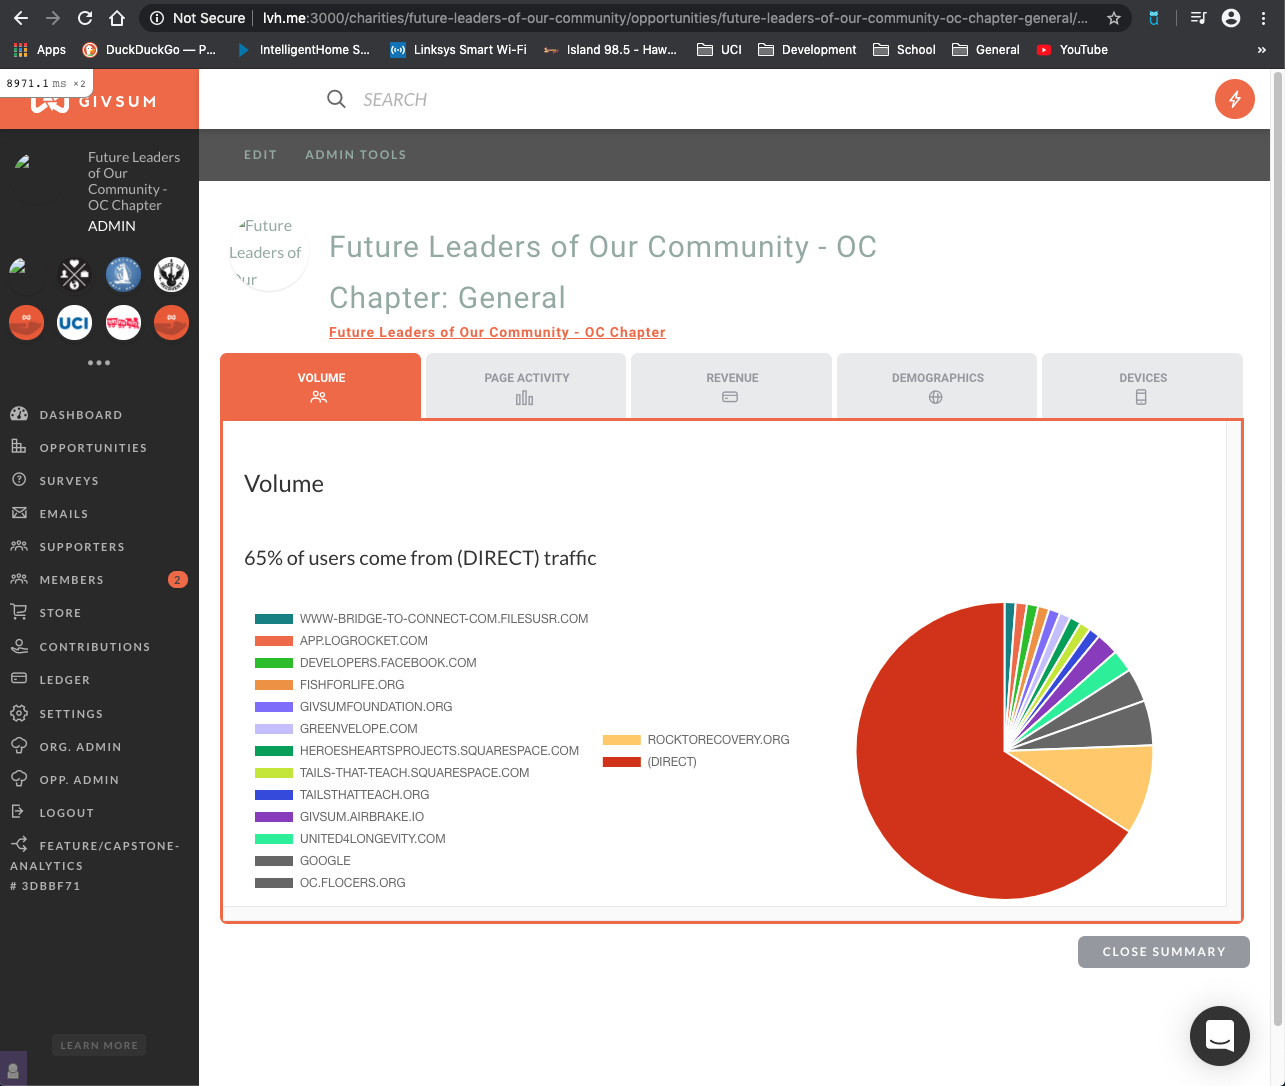 Not Secure
lvh.me:3000/charities/future-leaders-of-our-community/opportunities/future-leaders-of-our-community-oc-chapter-general/...
Apps
DuckDuckGo — P...
IntelligentHome S...
Linksys Smart Wi-Fi
Island 98.5 - Haw...
UCI
Development
School
General
YouTube
»
8971.1 ms ×2
GIVSUM
SEARCH
EDIT
ADMIN TOOLS
Future Leaders
of Our
Community -
OC Chapter
ADMIN
UCI
•••
DASHBOARD
OPPORTUNITIES
SURVEYS
EMAILS
SUPPORTERS
MEMBERS 2
STORE
CONTRIBUTIONS
LEDGER
SETTINGS
ORG. ADMIN
OPP. ADMIN
LOGOUT
FEATURE/CAPSTONE-
ANALYTICS
# 3DBBF71
LEARN MORE
Future
Leaders of
Our
Future Leaders of Our Community - OC
Chapter: General
Future Leaders of Our Community - OC Chapter
VOLUME
PAGE ACTIVITY
REVENUE
DEMOGRAPHICS
DEVICES
Volume
65% of users come from (DIRECT) traffic
WWW-BRIDGE-TO-CONNECT-COM.FILESUSR.COM
APP.LOGROCKET.COM
DEVELOPERS.FACEBOOK.COM
FISHFORLIFE.ORG
GIVSUMFOUNDATION.ORG
GREENVELOPE.COM
HEROESHEARTSPROJECTS.SQUARESPACE.COM
TAILS-THAT-TEACH.SQUARESPACE.COM
TAILSTHATTEACH.ORG
GIVSUM.AIRBRAKE.IO
UNITED4LONGEVITY.COM
GOOGLE
OC.FLOCERS.ORG
ROCKTORECOVERY.ORG
(DIRECT)
CLOSE SUMMARY